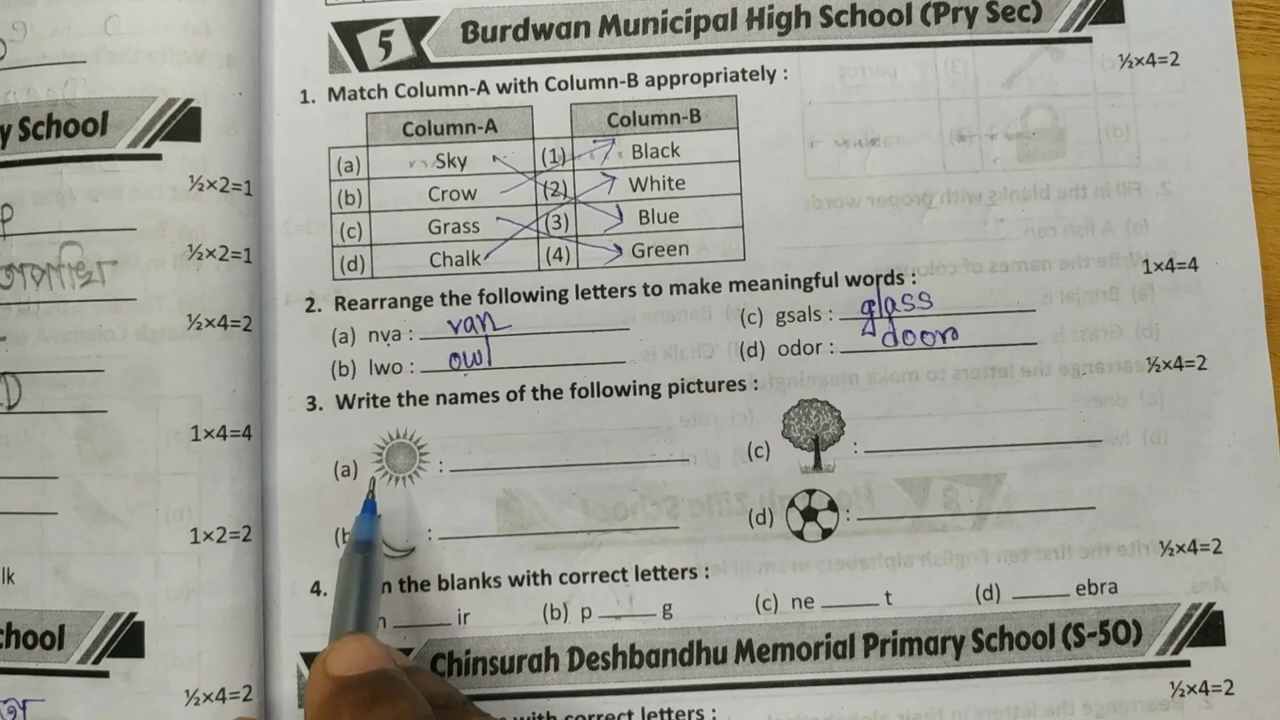 y School
½×2=1
p
½×2=1
½×4=2
D
1×4=4
1×2=2
lk
chool
½×4=2
5 Burdwan Municipal High School (Pry Sec)
1. Match Column-A with Column-B appropriately : ½×4=2
Column-A Column-B
(a) Sky (1) Black
(b) Crow (2) White
(c) Grass (3) Blue
(d) Chalk (4) Green
2. Rearrange the following letters to make meaningful words : 1×4=4
(a) nva : van (c) gsals : glass
(b) lwo : owl (d) odor : door
3. Write the names of the following pictures : ½×4=2
(a) : (c) :
(b : (d) :
4. n the blanks with correct letters : ½×4=2
n ____ ir (b) p ____ g (c) ne ____ t (d) ____ ebra
Chinsurah Deshbandhu Memorial Primary School (S-50)
with correct letters : ½×4=2